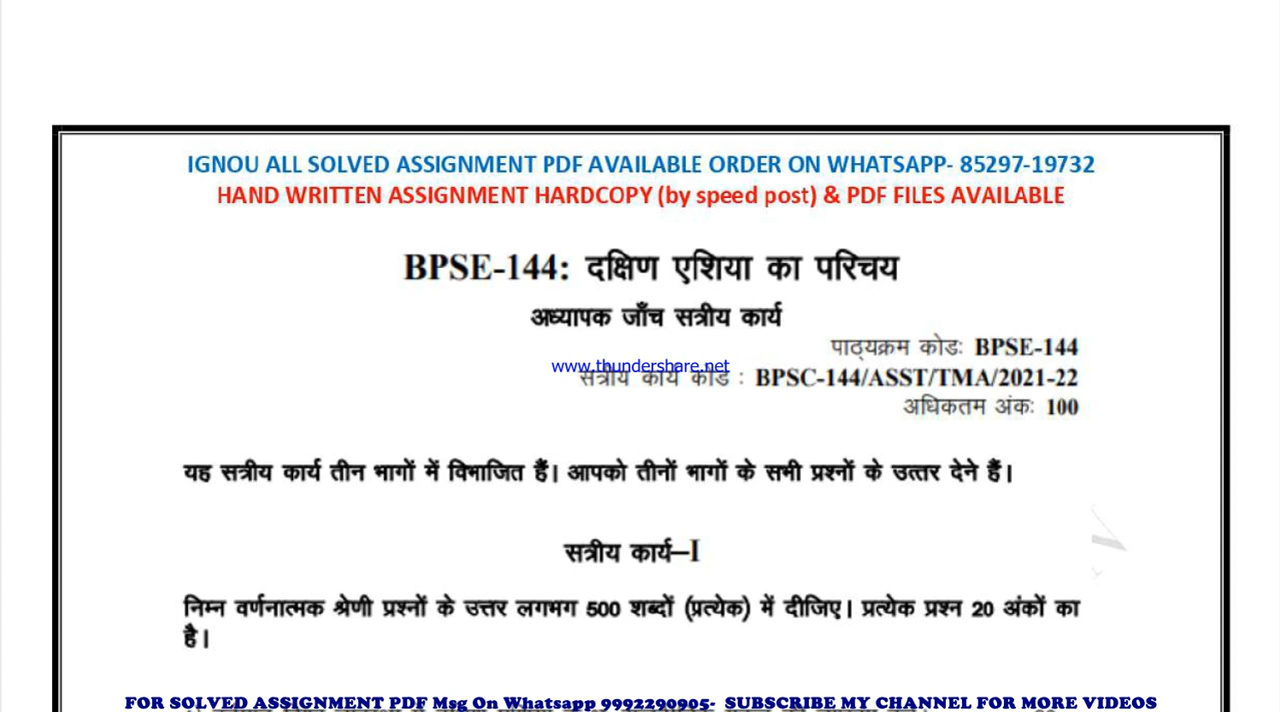 IGNOU ALL SOLVED ASSIGNMENT PDF AVAILABLE ORDER ON WHATSAPP- 85297-19732
HAND WRITTEN ASSIGNMENT HARDCOPY (by speed post) & PDF FILES AVAILABLE
BPSE-144: दक्षिण एशिया का परिचय
अध्यापक जाँच सत्रीय कार्य
पाठ्यक्रम कोडः BPSE-144
www.thundershare.net
सत्रीय कार्य कोड : BPSC-144/ASST/TMA/2021-22
अधिकतम अंकः 100
यह सत्रीय कार्य तीन भागों में विभाजित हैं। आपको तीनों भागों के सभी प्रश्नों के उत्तर देने हैं।
सत्रीय कार्य–I
निम्न वर्णनात्मक श्रेणी प्रश्नों के उत्तर लगभग 500 शब्दों (प्रत्येक) में दीजिए। प्रत्येक प्रश्न 20 अंकों का
है।
FOR SOLVED ASSIGNMENT PDF Msg On Whatsapp 9992290905- SUBSCRIBE MY CHANNEL FOR MORE VIDEOS